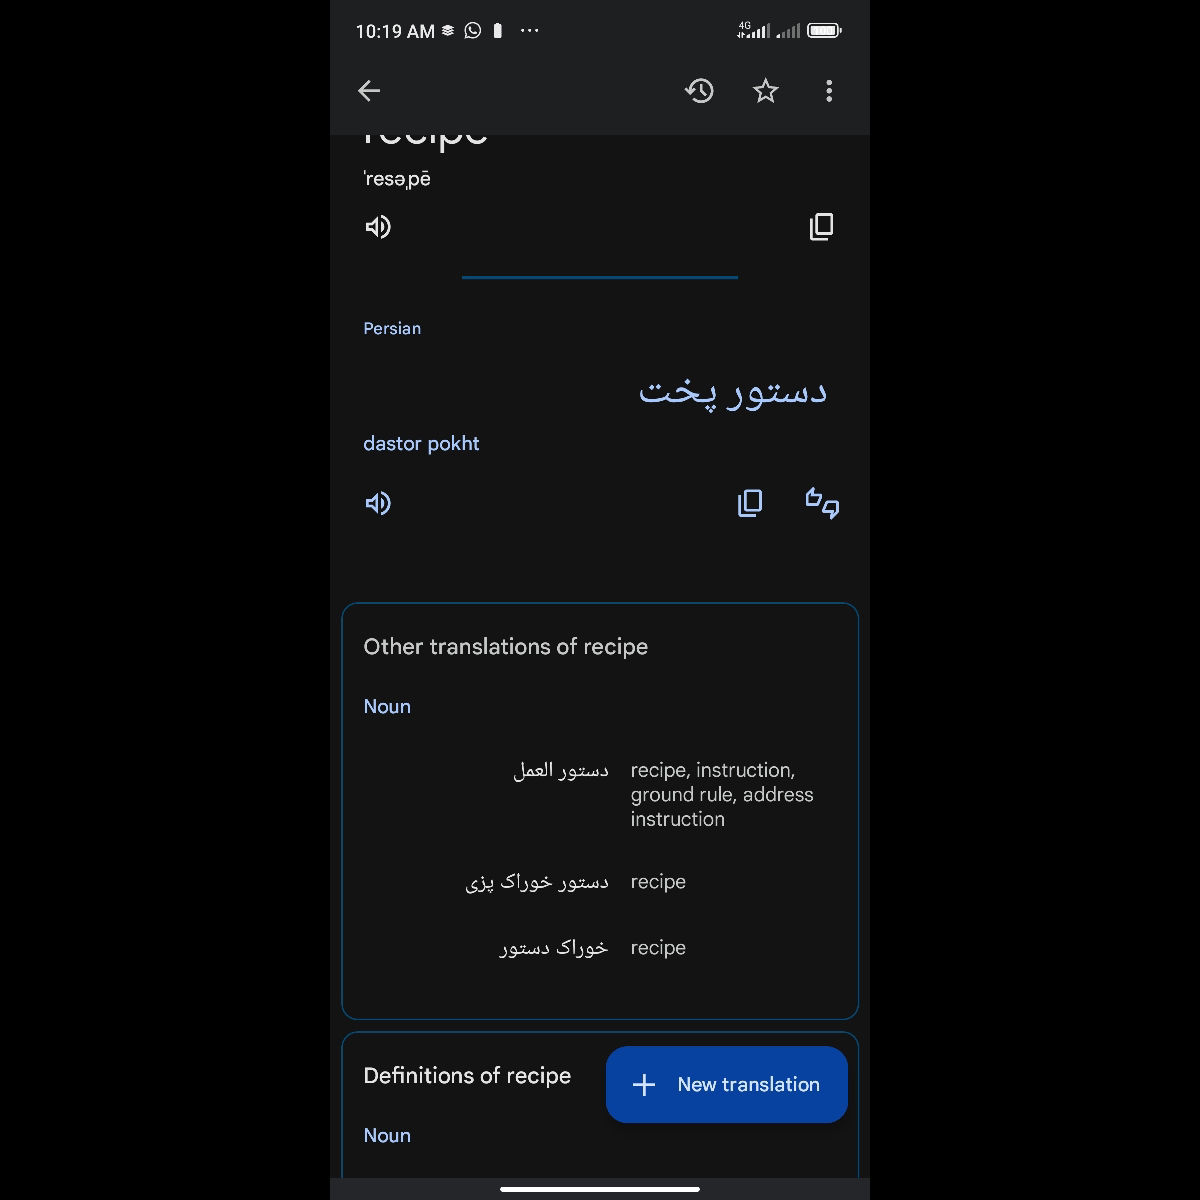 10:19 AM
4G
recipe
ˈresəˌpē
Persian
دستور پخت
dastor pokht
Other translations of recipe
Noun
دستور العمل
recipe, instruction,
ground rule, address
instruction
دستور خوراک پزی
recipe
خوراک دستور
recipe
Definitions of recipe
New translation
Noun